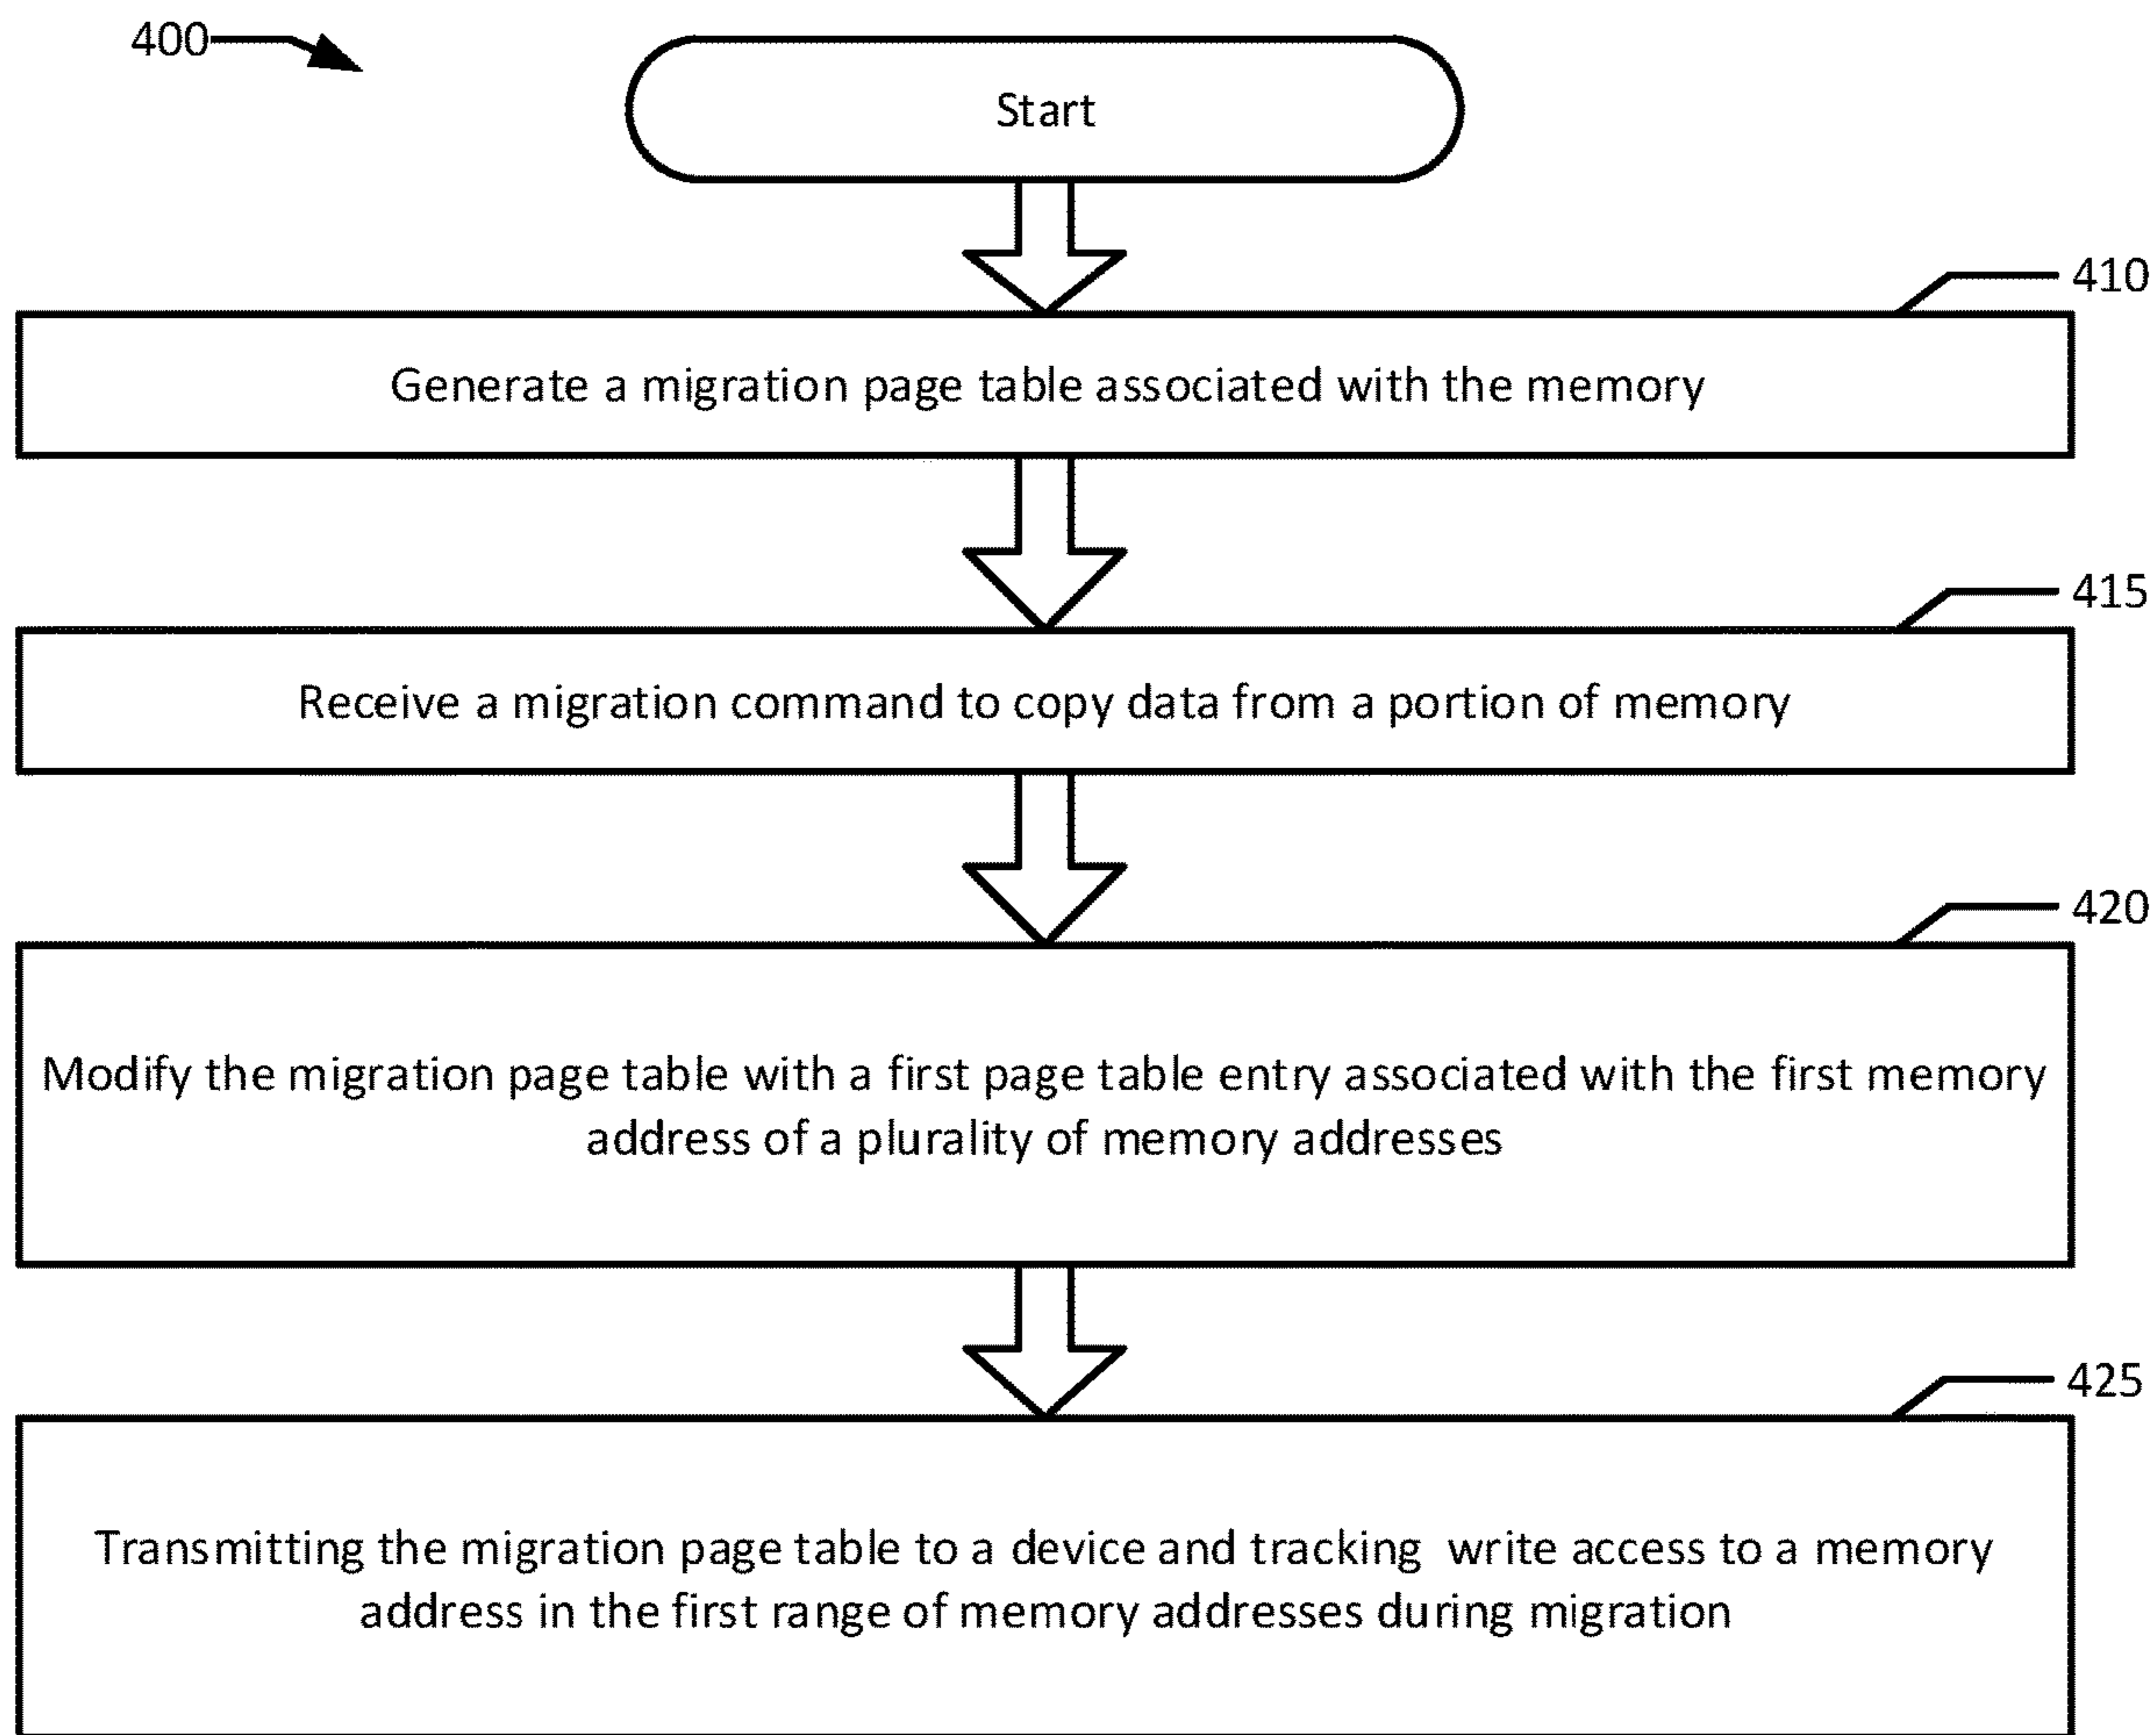 400
Start
410
Generate a migration page table associated with the memory
415
Receive a migration command to copy data from a portion of memory
420
Modify the migration page table with a first page table entry associated with the first memory
address of a plurality of memory addresses
425
Transmitting the migration page table to a device and tracking  write access to a memory
address in the first range of memory addresses during migration